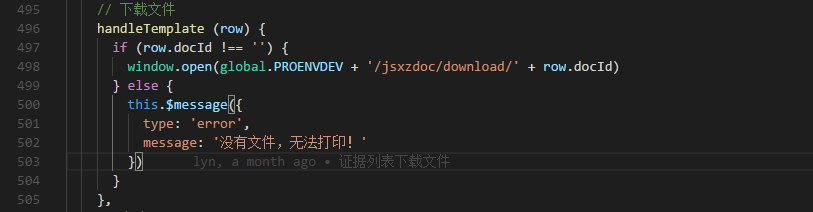 495 // 下载文件
496 handleTemplate (row) {
497 if (row.docId !== '') {
498 window.open(global.PROENVDEV + '/jsxzdoc/download/' + row.docId)
499 } else {
500 this.$message({
501 type: 'error',
502 message: '没有文件，无法打印！'
503 }) lyn, a month ago • 证据列表下载文件
504 }
505 },